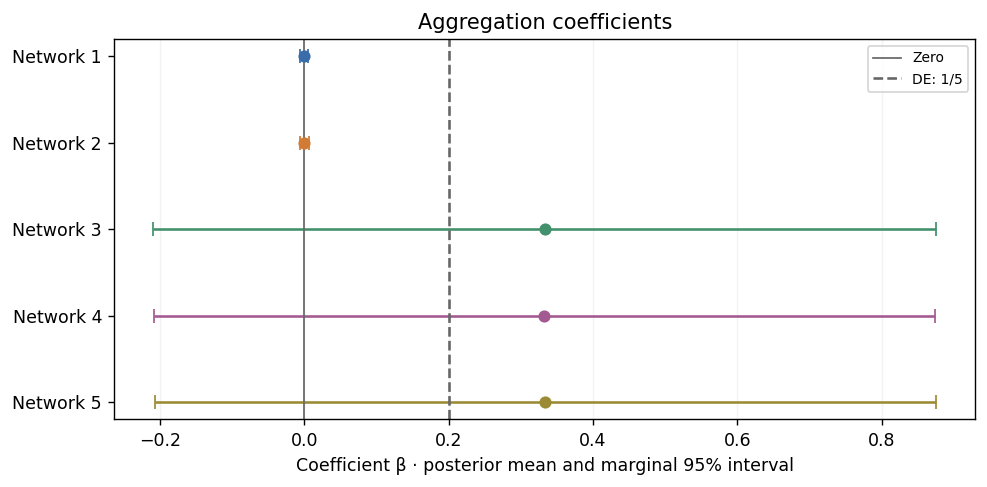 Aggregation coefficients
Network 1
Network 2
Network 3
Network 4
Network 5
Zero
DE: 1/5
−0.2 0.0 0.2 0.4 0.6 0.8
Coefficient β · posterior mean and marginal 95% interval